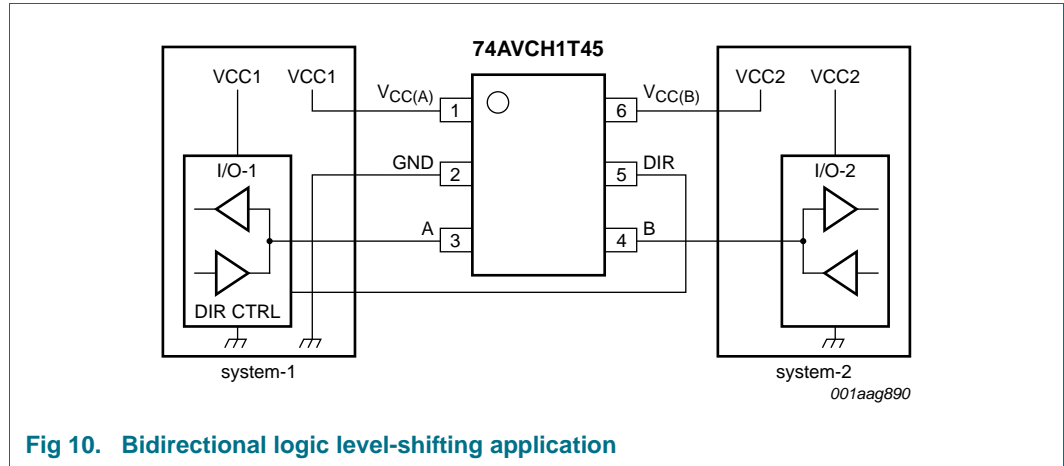 74AVCH1T45
VCC1 VCC1 VCC2 VCC2
VCC(A) VCC(B)
1 6
GND DIR
I/O-1 2 5 I/O-2
A B
3 4
DIR CTRL
system-1 system-2
001aag890
Fig 10. Bidirectional logic level-shifting application